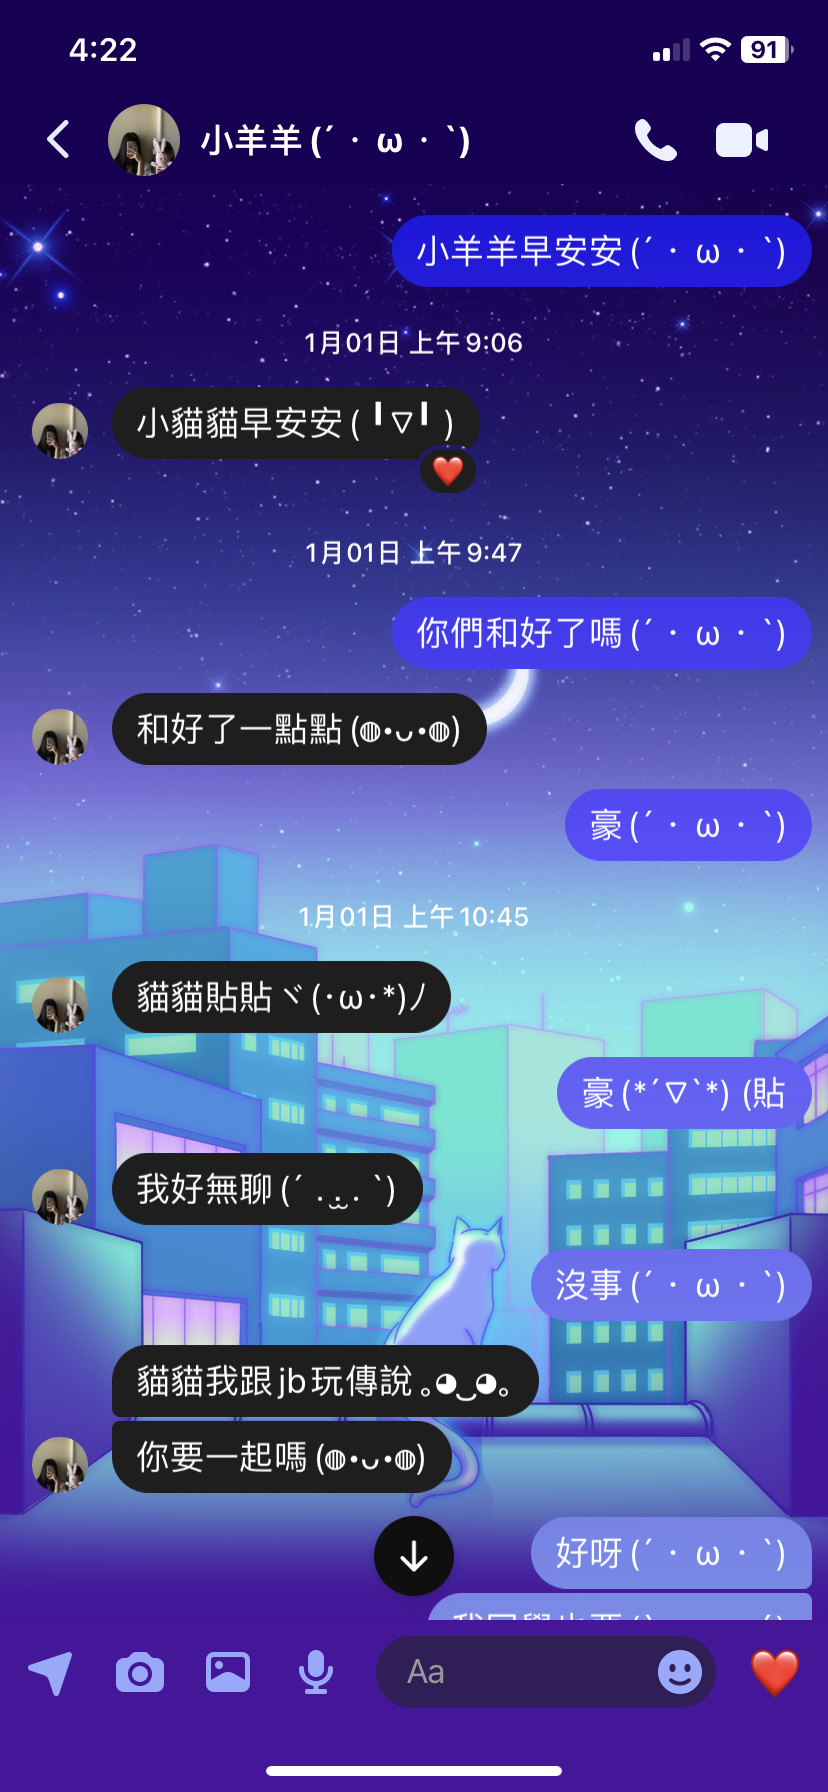 4:22
91
小羊羊 (´・ω・`)
小羊羊早安安 (´・ω・`)
1月01日 上午9:06
小貓貓早安安 (╹▽╹)
❤️
1月01日 上午9:47
你們和好了嗎 (´・ω・`)
和好了一點點 (◍•ᴗ•◍)
豪 (´・ω・`)
1月01日 上午10:45
貓貓貼貼ヾ(･ω･*)ﾉ
豪 (*´▽`*) (貼
我好無聊 (´ . .̫ . `)
沒事 (´・ω・`)
貓貓我跟jb玩傳說 。◕‿◕。
你要一起嗎 (◍•ᴗ•◍)
好呀 (´・ω・`)
Aa